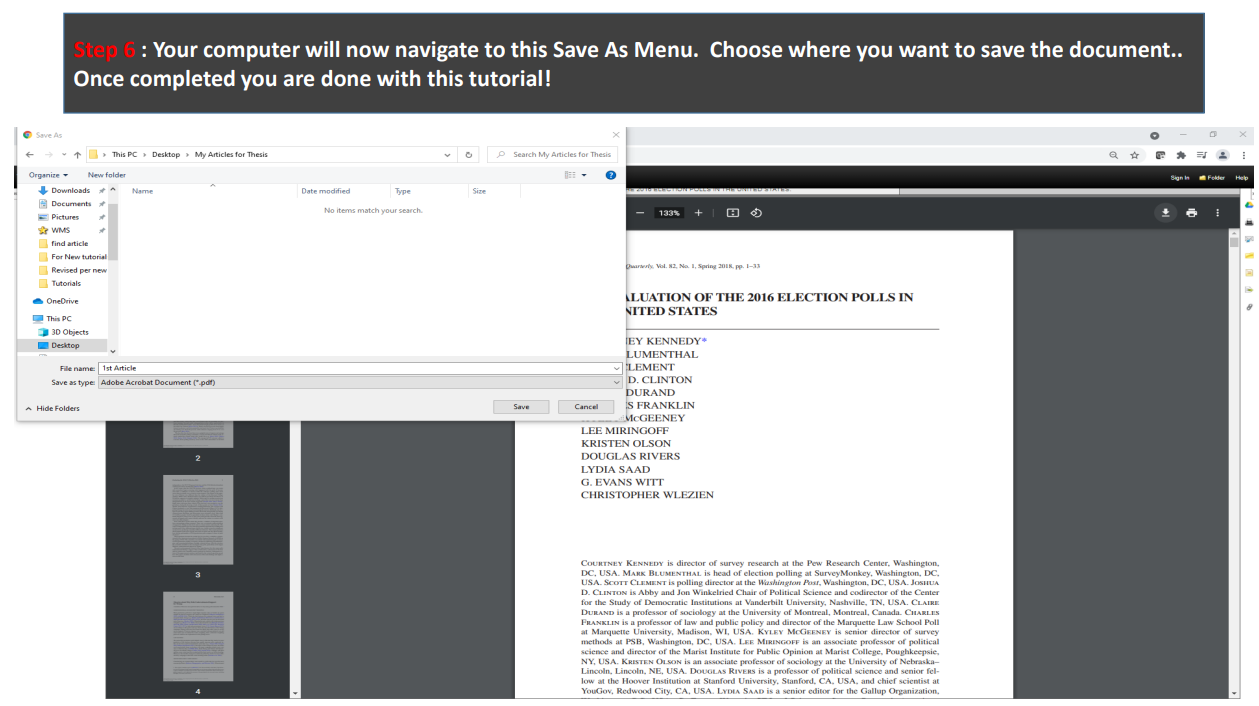 Step 6 : Your computer will now navigate to this Save As Menu. Choose where you want to save the document..
Once completed you are done with this tutorial!
Save As
This PC > Desktop > My Articles for Thesis
Search My Articles for Thesis
Organize
New folder
Downloads
Documents
Pictures
WMS
find article
For New tutorial
Revised per new
Tutorials
OneDrive
This PC
3D Objects
Desktop
Name
Date modified
Type
Size
No items match your search.
File name: 1st Article
Save as type: Adobe Acrobat Document (*.pdf)
Hide Folders
Save
Cancel
Sign In
Folder
Help
2016 ELECTION POLLS IN THE UNITED STATES.
133%
2
3
4
Quarterly, Vol. 82, No. 1, Spring 2018, pp. 1–33
LUATION OF THE 2016 ELECTION POLLS IN
NITED STATES
EY KENNEDY*
LUMENTHAL
LEMENT
D. CLINTON
DURAND
S FRANKLIN
McGEENEY
LEE MIRINGOFF
KRISTEN OLSON
DOUGLAS RIVERS
LYDIA SAAD
G. EVANS WITT
CHRISTOPHER WLEZIEN
Courtney Kennedy is director of survey research at the Pew Research Center, Washington,
DC, USA. Mark Blumenthal is head of election polling at SurveyMonkey, Washington, DC,
USA. Scott Clement is polling director at the Washington Post, Washington, DC, USA. Joshua
D. Clinton is Abby and Jon Winkelried Chair of Political Science and codirector of the Center
for the Study of Democratic Institutions at Vanderbilt University, Nashville, TN, USA. Claire
Durand is a professor of sociology at the University of Montreal, Montreal, Canada. Charles
Franklin is a professor of law and public policy and director of the Marquette Law School Poll
at Marquette University, Madison, WI, USA. Kyley McGeeney is senior director of survey
methods at PSB, Washington, DC, USA. Lee Miringoff is an associate professor of political
science and director of the Marist Institute for Public Opinion at Marist College, Poughkeepsie,
NY, USA. Kristen Olson is an associate professor of sociology at the University of Nebraska–
Lincoln, Lincoln, NE, USA. Douglas Rivers is a professor of political science and senior fel-
low at the Hoover Institution at Stanford University, Stanford, CA, USA, and chief scientist at
YouGov, Redwood City, CA, USA. Lydia Saad is a senior editor for the Gallup Organization,